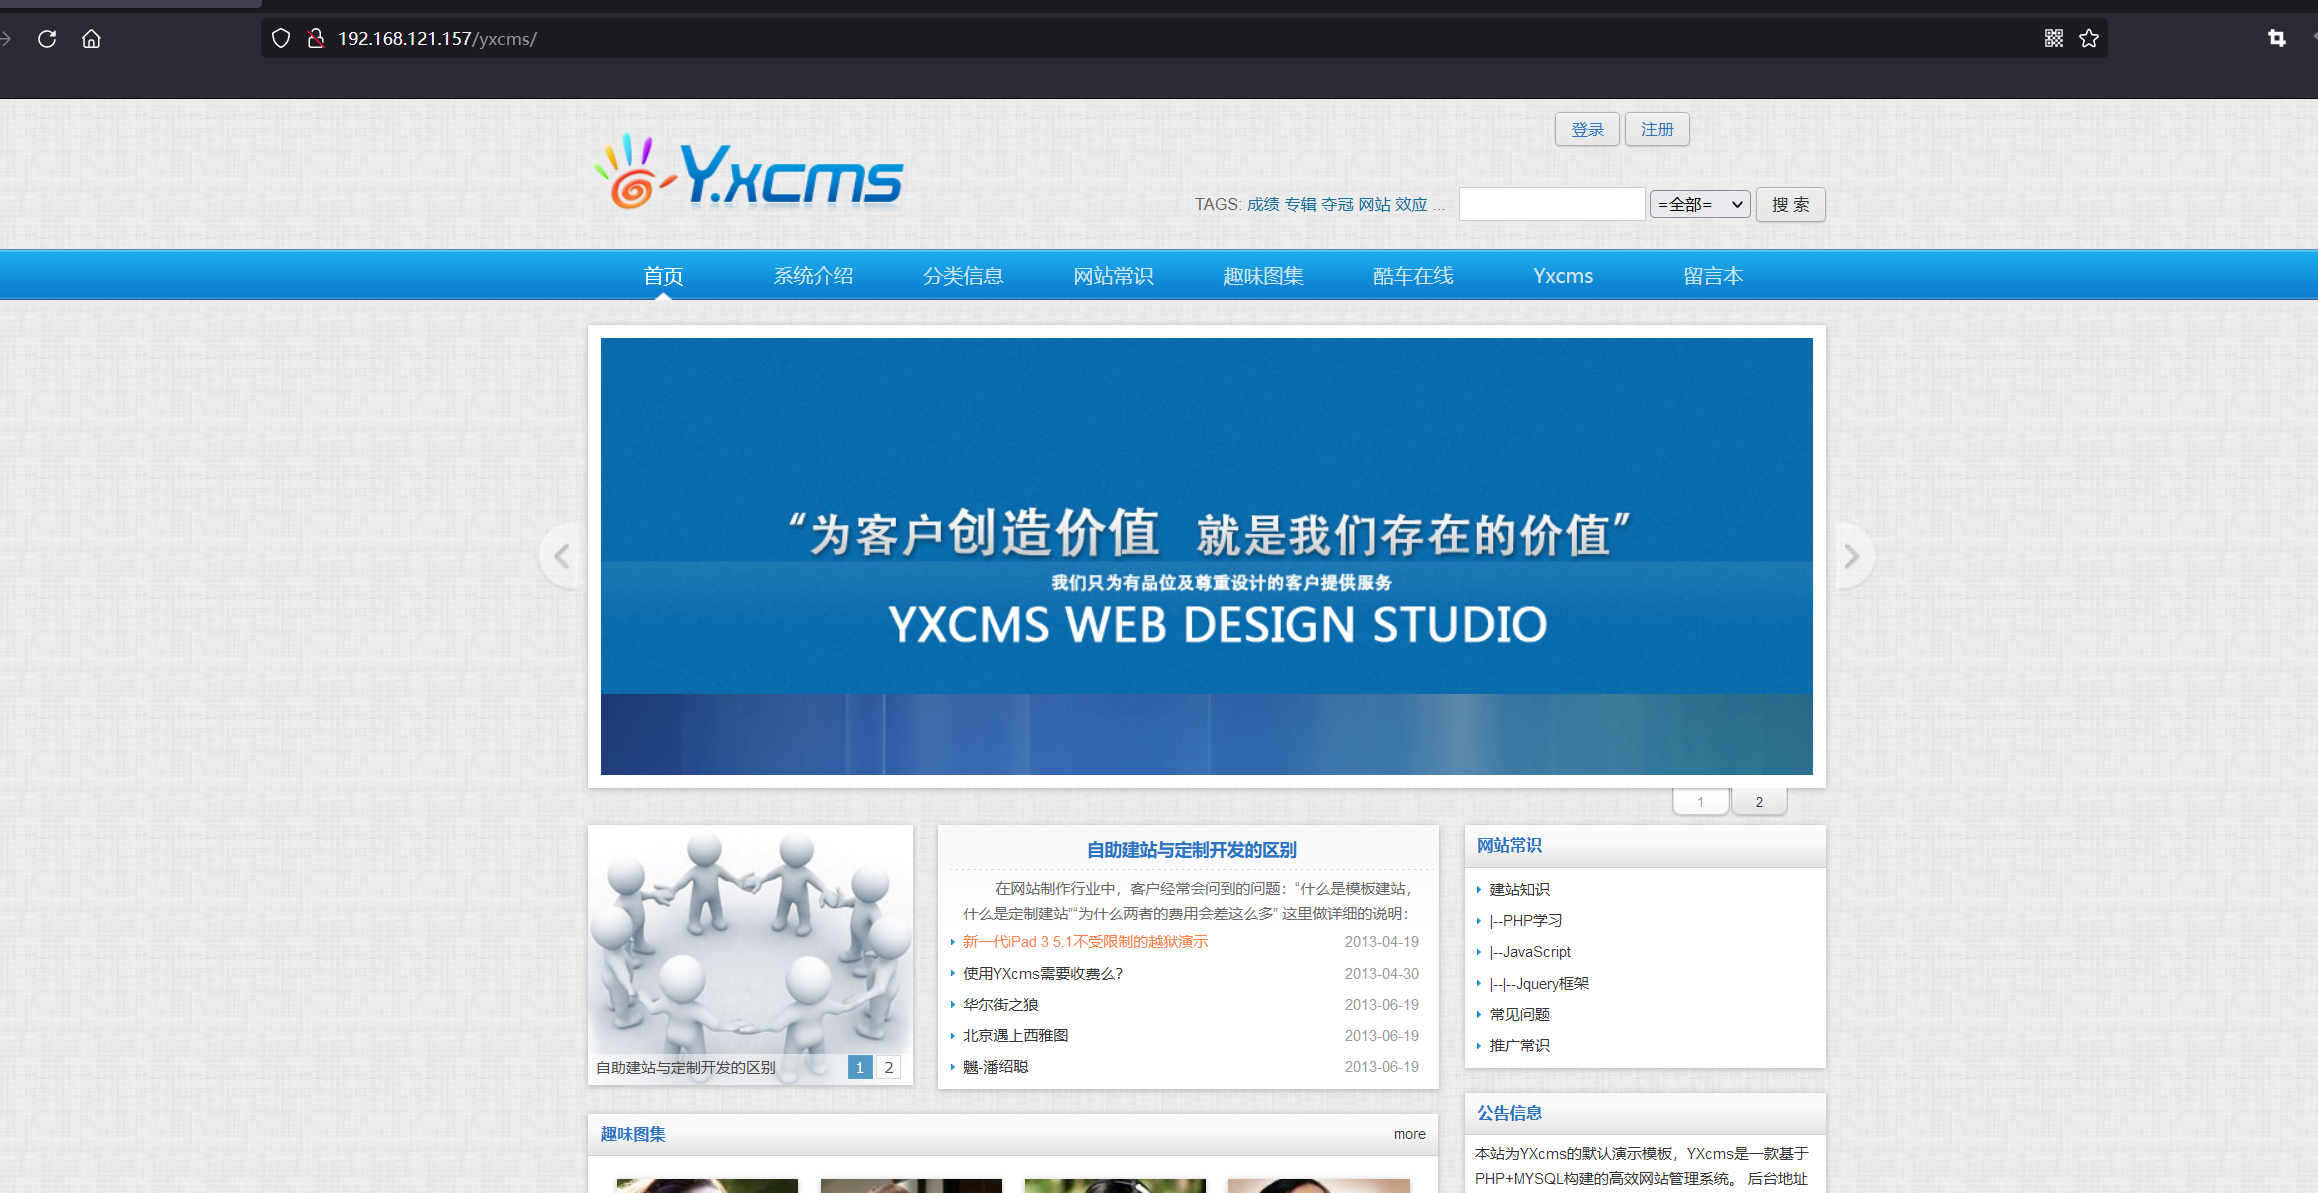 192.168.121.157/yxcms/
登录 注册
Y.xcms
TAGS: 成绩 专辑 夺冠 网站 效应 ... =全部= 搜 索
首页 系统介绍 分类信息 网站常识 趣味图集 酷车在线 Yxcms 留言本
“为客户创造价值 就是我们存在的价值”
我们只为有品位及尊重设计的客户提供服务
YXCMS WEB DESIGN STUDIO
1 2
自助建站与定制开发的区别 1 2
自助建站与定制开发的区别
在网站制作行业中，客户经常会问到的问题：“什么是模板建站，
什么是定制建站”“为什么两者的费用会差这么多” 这里做详细的说明：
新一代iPad 3 5.1不受限制的越狱演示 2013-04-19
使用YXcms需要收费么？ 2013-04-30
华尔街之狼 2013-06-19
北京遇上西雅图 2013-06-19
魑-潘绍聪 2013-06-19
网站常识
建站知识
|--PHP学习
|--JavaScript
|--|--Jquery框架
常见问题
推广常识
趣味图集 more
公告信息
本站为YXcms的默认演示模板，YXcms是一款基于
PHP+MYSQL构建的高效网站管理系统。 后台地址